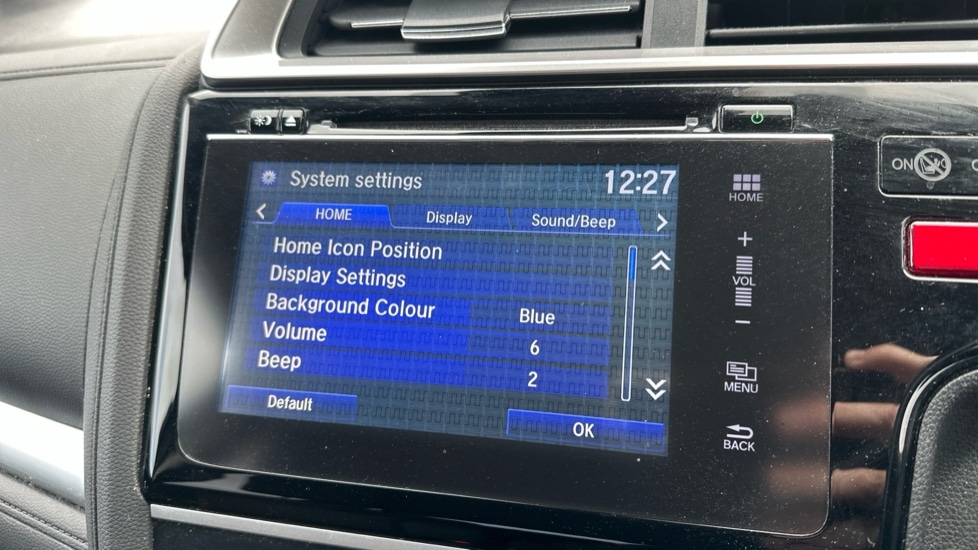 System settings 12:27
HOME Display Sound/Beep
Home Icon Position
Display Settings
Background Colour Blue
Volume 6
Beep 2
Default OK
HOME
+
VOL
−
MENU
BACK
ON